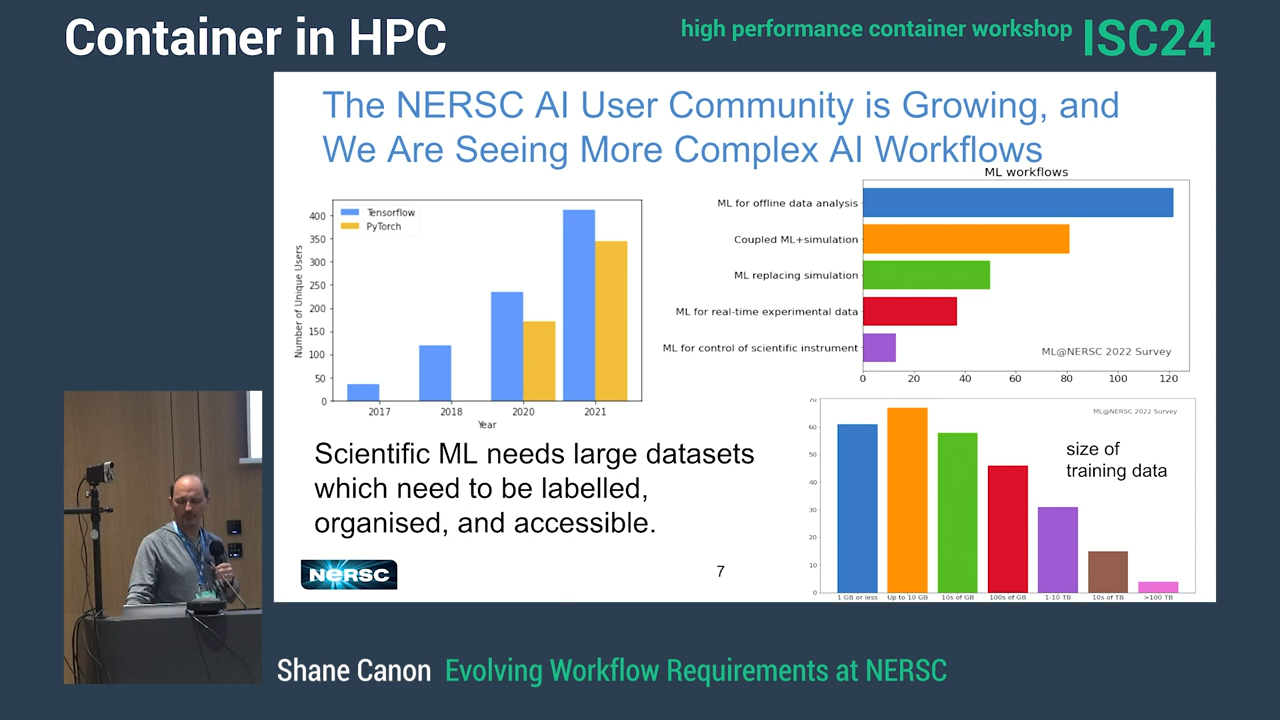 Container in HPC
high performance container workshop ISC24
The NERSC AI User Community is Growing, and
We Are Seeing More Complex AI Workflows
Tensorflow
PyTorch
Number of Unique Users
400
350
300
250
200
150
100
50
0
2017 2018 2020 2021
Year
ML workflows
ML for offline data analysis
Coupled ML+simulation
ML replacing simulation
ML for real-time experimental data
ML for control of scientific instrument
ML@NERSC 2022 Survey
0 20 40 60 80 100 120
Scientific ML needs large datasets
which need to be labelled,
organised, and accessible.
70
60
50
40
30
20
10
0
ML@NERSC 2022 Survey
size of
training data
1 GB or less Up to 10 GB 10s of GB 100s of GB 1-10 TB 10s of TB >100 TB
NERSC
7
Shane Canon Evolving Workflow Requirements at NERSC